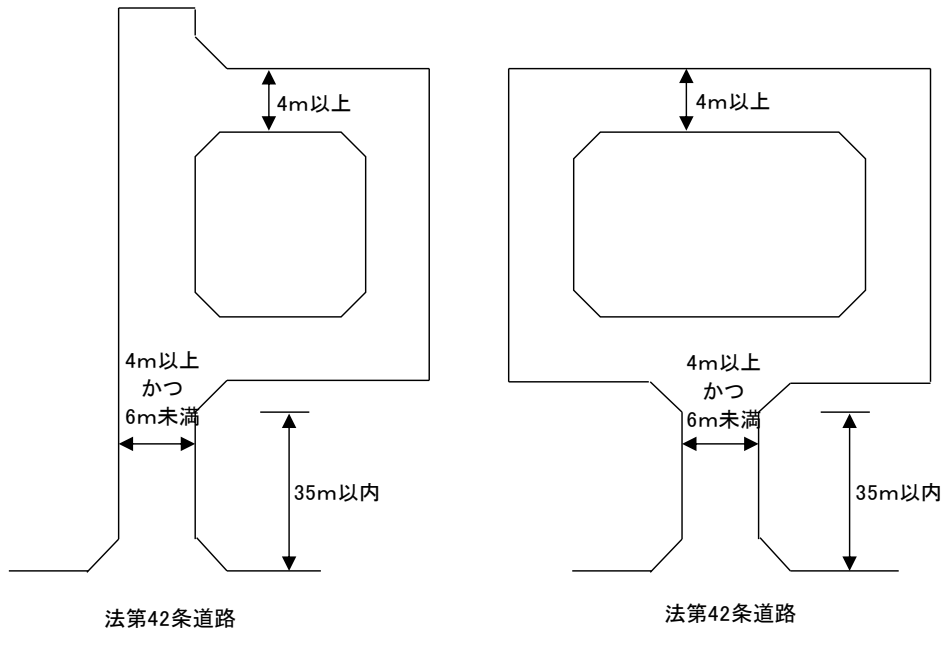 4m以上
4m以上
かつ
6m未満
35m以内
法第42条道路
4m以上
4m以上
かつ
6m未満
35m以内
法第42条道路